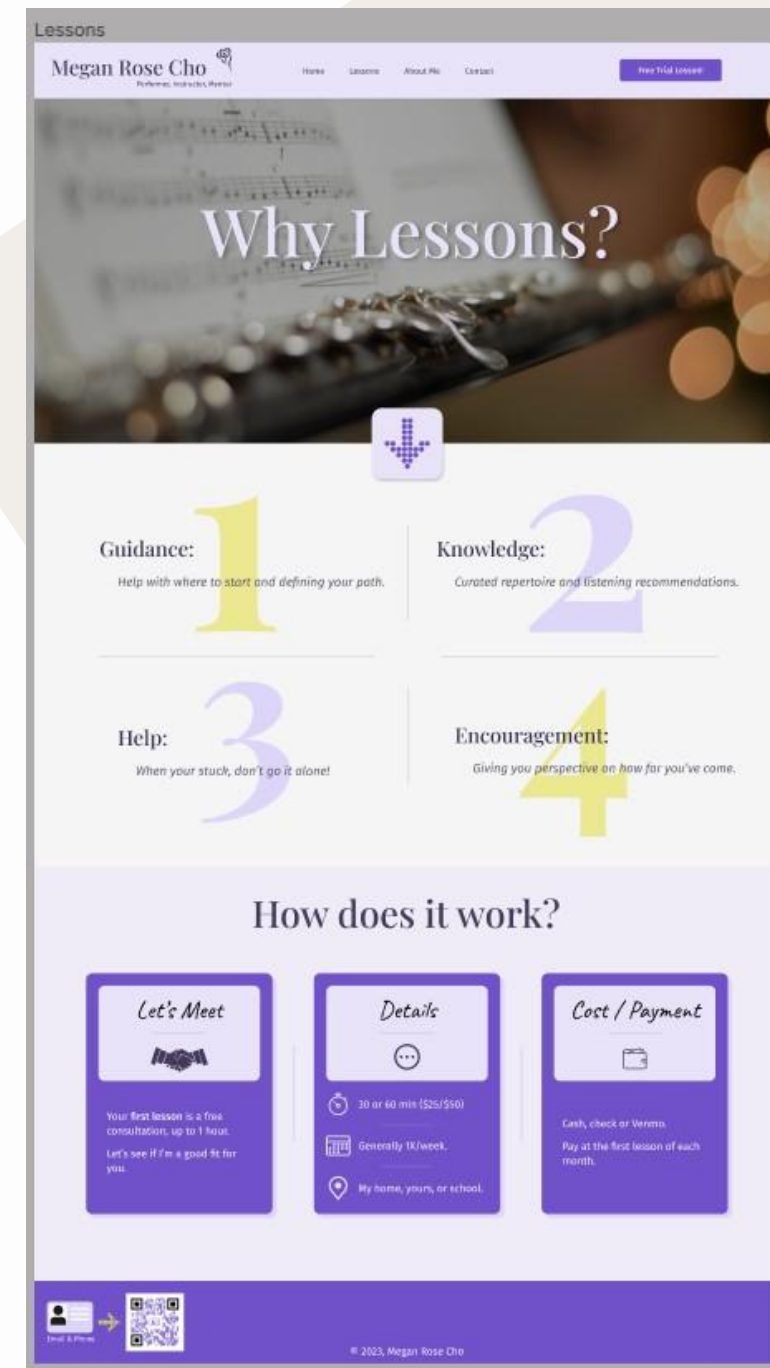 Lessons
Megan Rose Cho
Performer, Instructor, Mentor
Home Lessons About Me Contact
Free Trial Lesson!
Why Lessons?
1
Guidance:
Help with where to start and defining your path.
2
Knowledge:
Curated repertoire and listening recommendations.
3
Help:
When your stuck, don't go it alone!
4
Encouragement:
Giving you perspective on how far you've come.
How does it work?
Let's Meet
Your first lesson is a free
consultation, up to 1 hour.
Let's see if I'm a good fit for
you.
Details
30 or 60 min ($25/$50)
Generally 1X/week.
My home, yours, or school.
Cost / Payment
Cash, check or Venmo.
Pay at the first lesson of each
month.
Email & Phone
© 2023, Megan Rose Cho